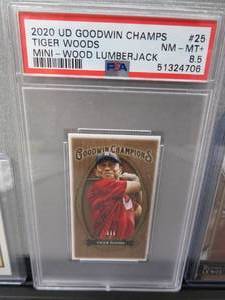 2020 UD GOODWIN CHAMPS #25
TIGER WOODS NM - MT+
MINI - WOOD LUMBERJACK 8.5
PSA 51324706
GOODWIN CHAMPIONS
TIGER WOODS